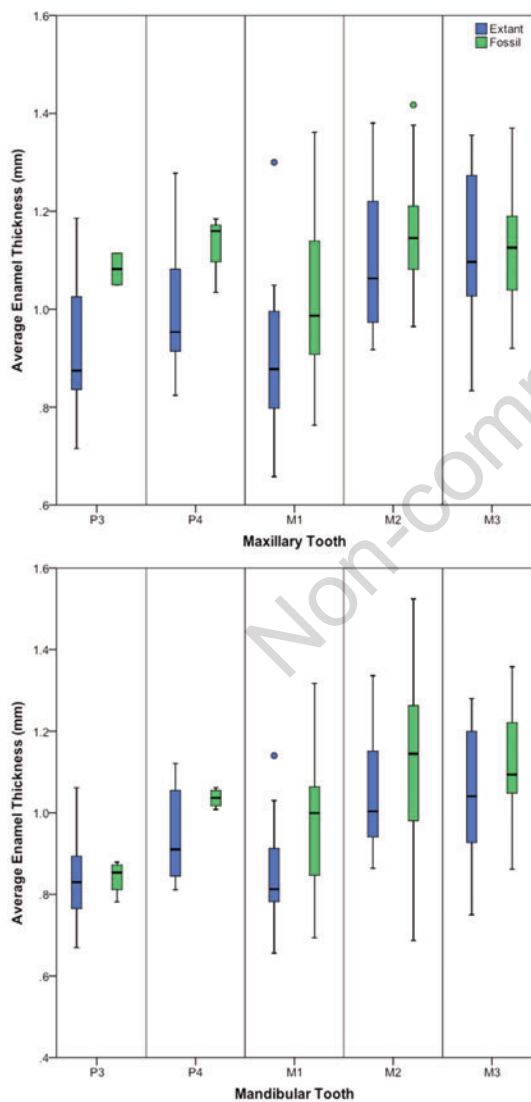 1.6
Extant
Fossil
1.4
1.2
1.0
.8
.6
Average Enamel Thickness (mm)
P3 P4 M1 M2 M3
Maxillary Tooth
Non-comm
1.6
1.4
1.2
1.0
.8
.6
.4
Average Enamel Thickness (mm)
P3 P4 M1 M2 M3
Mandibular Tooth